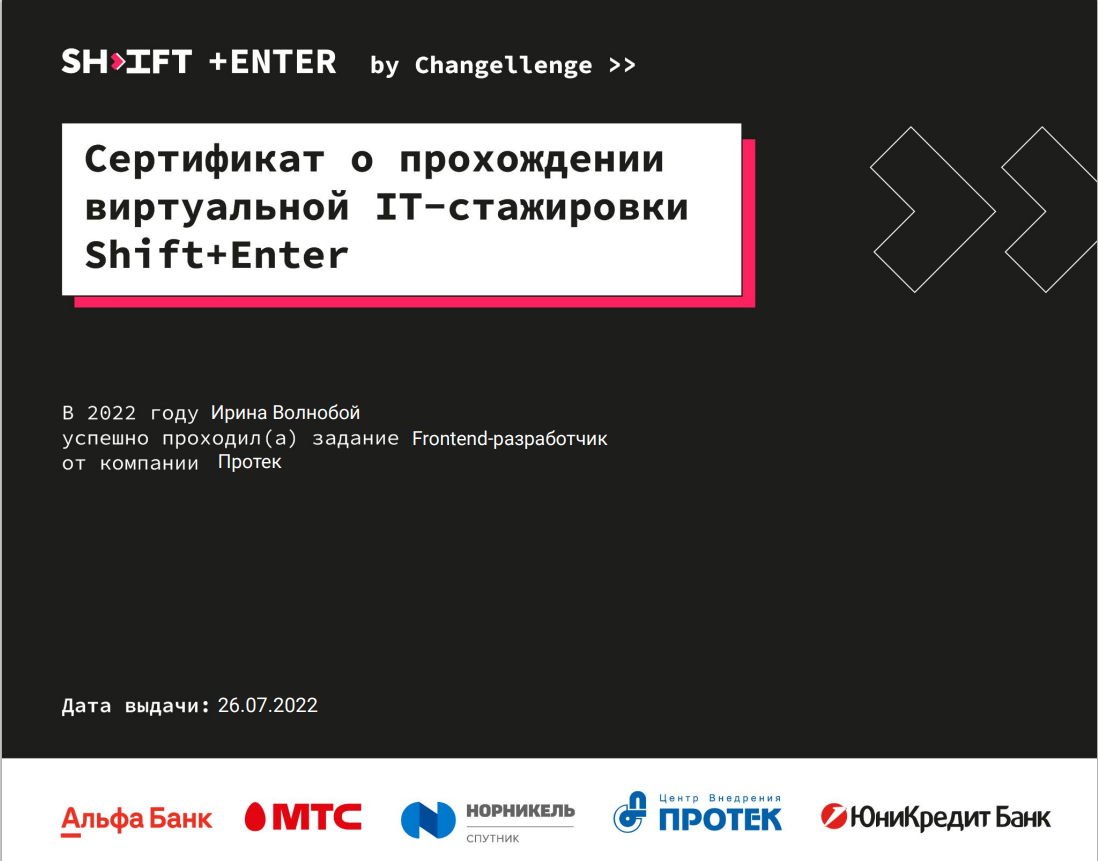 SHIFT +ENTER by Changellenge >>
Сертификат о прохождении
виртуальной IT-стажировки
Shift+Enter
В 2022 году Ирина Волнобой
успешно проходил(а) задание Frontend-разработчик
от компании Протек
Дата выдачи: 26.07.2022
Альфа Банк
МТС
НОРНИКЕЛЬ
СПУТНИК
Центр Внедрения
ПРОТЕК
ЮниКредит Банк